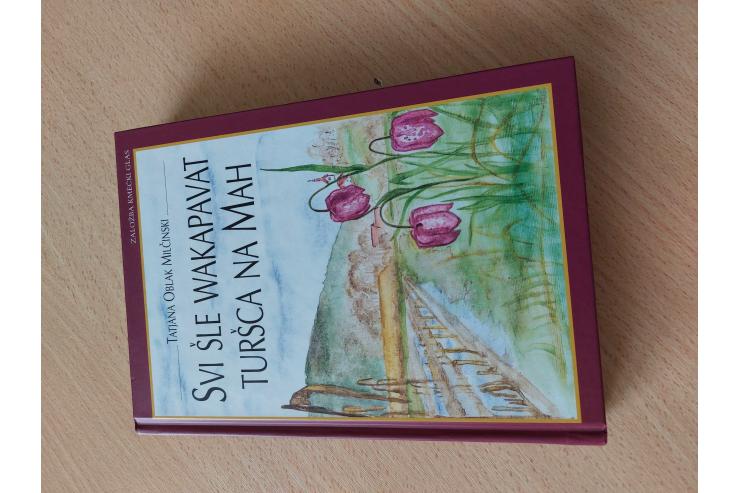 ZALOŽBA KMEČKI GLAS
TATJANA OBLAK MILČINSKI
SVI ŠLE WAKAPAVAT
TURŠCA NA MAH